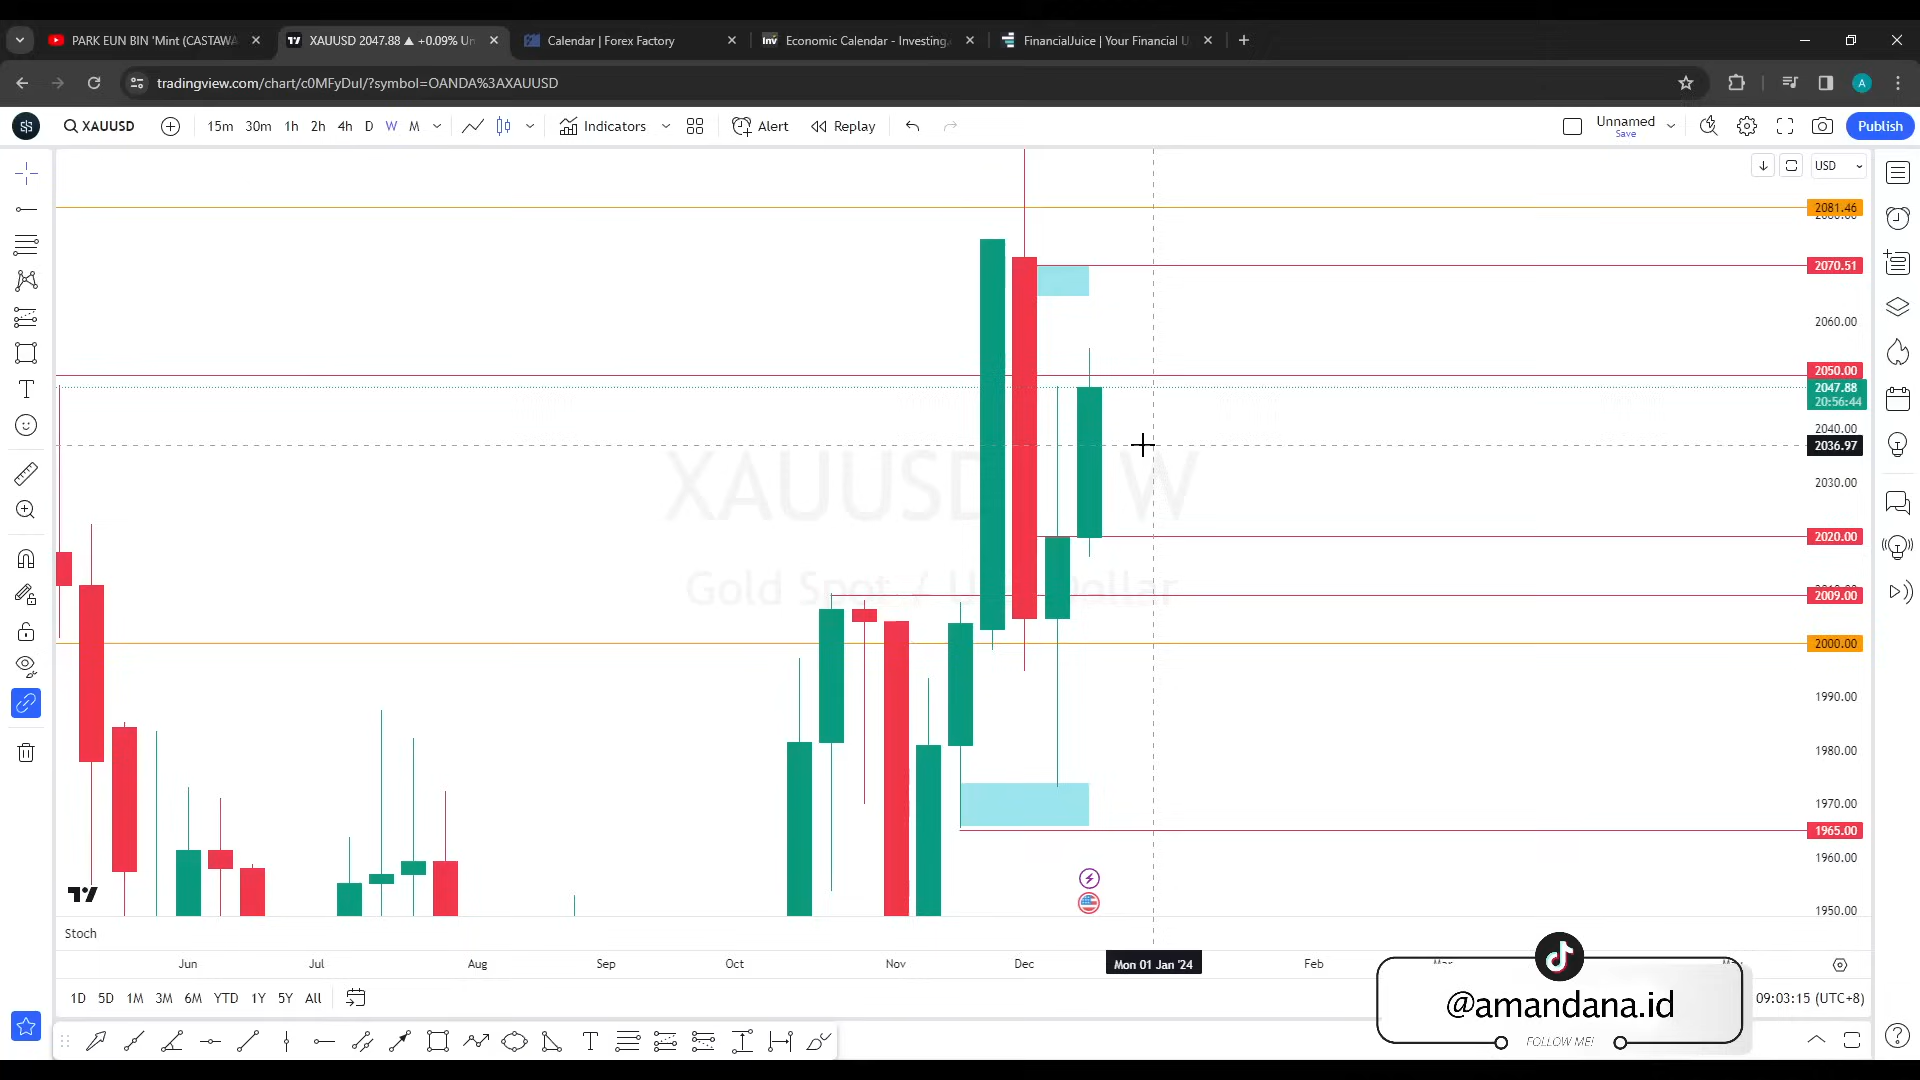 PARK EUN BIN 'Mint (CASTAWA
XAUUSD 2047.88 ▲ +0.09% Un
Calendar | Forex Factory
Economic Calendar - Investing.
FinancialJuice | Your Financial U
tradingview.com/chart/c0MFyDuI/?symbol=OANDA%3AXAUUSD
A
XAUUSD
15m 30m 1h 2h 4h D W M
Indicators
Alert
Replay
Unnamed
Save
Publish
USD
2081.46
2070.51
2060.00
2050.00
2047.88
20:56:44
2040.00
2036.97
2030.00
2020.00
2009.00
2000.00
1990.00
1980.00
1970.00
1965.00
1960.00
1950.00
Stoch
Jun Jul Aug Sep Oct Nov Dec Mon 01 Jan '24 Feb
1D 5D 1M 3M 6M YTD 1Y 5Y All
09:03:15 (UTC+8)
@amandana.id
FOLLOW ME!